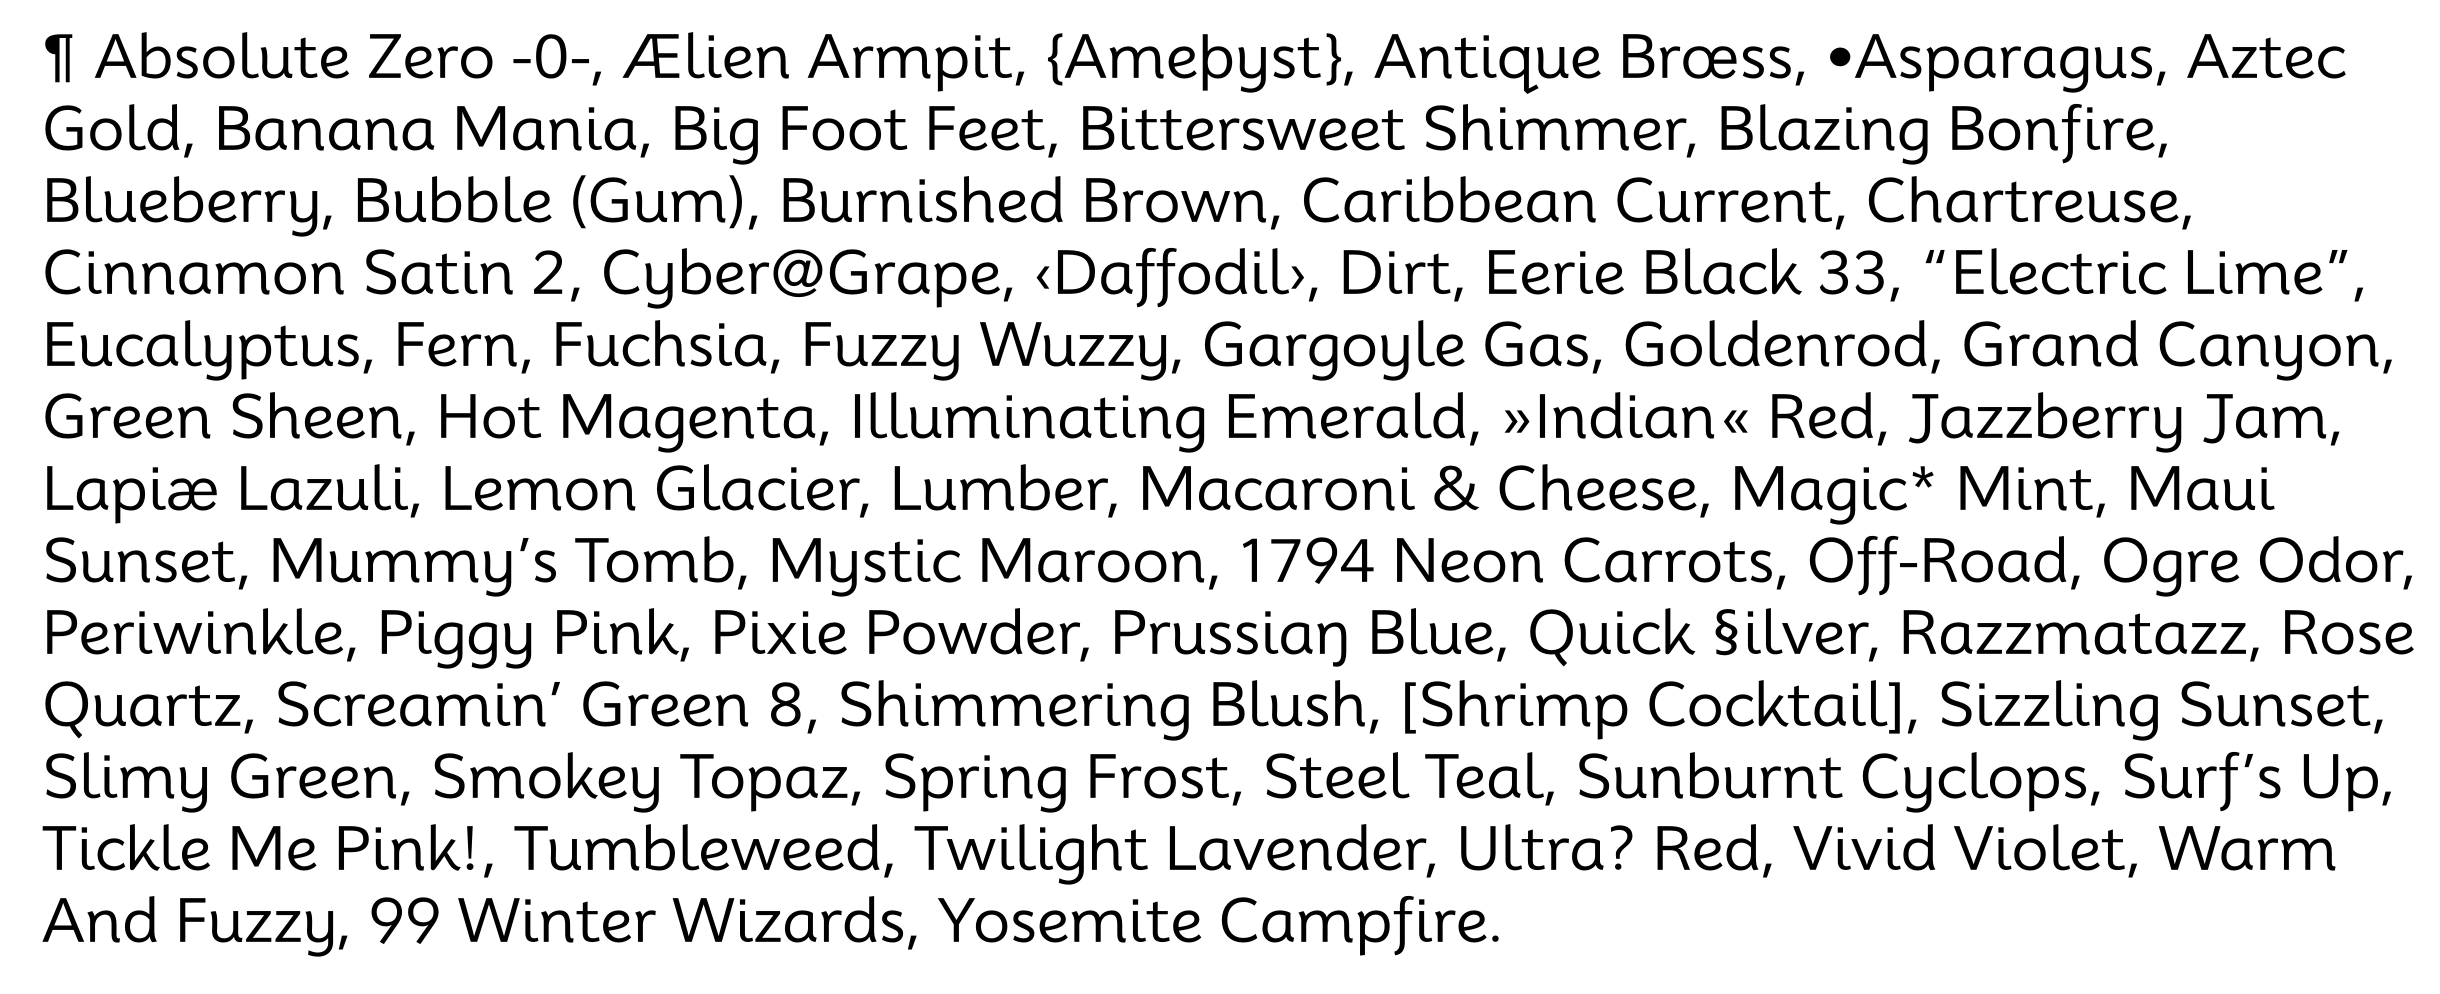 ¶ Absolute Zero -0-, Ælien Armpit, {Ameþyst}, Antique Brœss, •Asparagus, Aztec
Gold, Banana Mania, Big Foot Feet, Bittersweet Shimmer, Blazing Bonfire,
Blueberry, Bubble (Gum), Burnished Brown, Caribbean Current, Chartreuse,
Cinnamon Satin 2, Cyber@Grape, ‹Daffodil›, Dirt, Eerie Black 33, “Electric Lime”,
Eucalyptus, Fern, Fuchsia, Fuzzy Wuzzy, Gargoyle Gas, Goldenrod, Grand Canyon,
Green Sheen, Hot Magenta, Illuminating Emerald, »Indian« Red, Jazzberry Jam,
Lapiæ Lazuli, Lemon Glacier, Lumber, Macaroni & Cheese, Magic* Mint, Maui
Sunset, Mummy’s Tomb, Mystic Maroon, 1794 Neon Carrots, Off-Road, Ogre Odor,
Periwinkle, Piggy Pink, Pixie Powder, Prussiaŋ Blue, Quick §ilver, Razzmatazz, Rose
Quartz, Screamin’ Green 8, Shimmering Blush, [Shrimp Cocktail], Sizzling Sunset,
Slimy Green, Smokey Topaz, Spring Frost, Steel Teal, Sunburnt Cyclops, Surf’s Up,
Tickle Me Pink!, Tumbleweed, Twilight Lavender, Ultra? Red, Vivid Violet, Warm
And Fuzzy, 99 Winter Wizards, Yosemite Campfire.